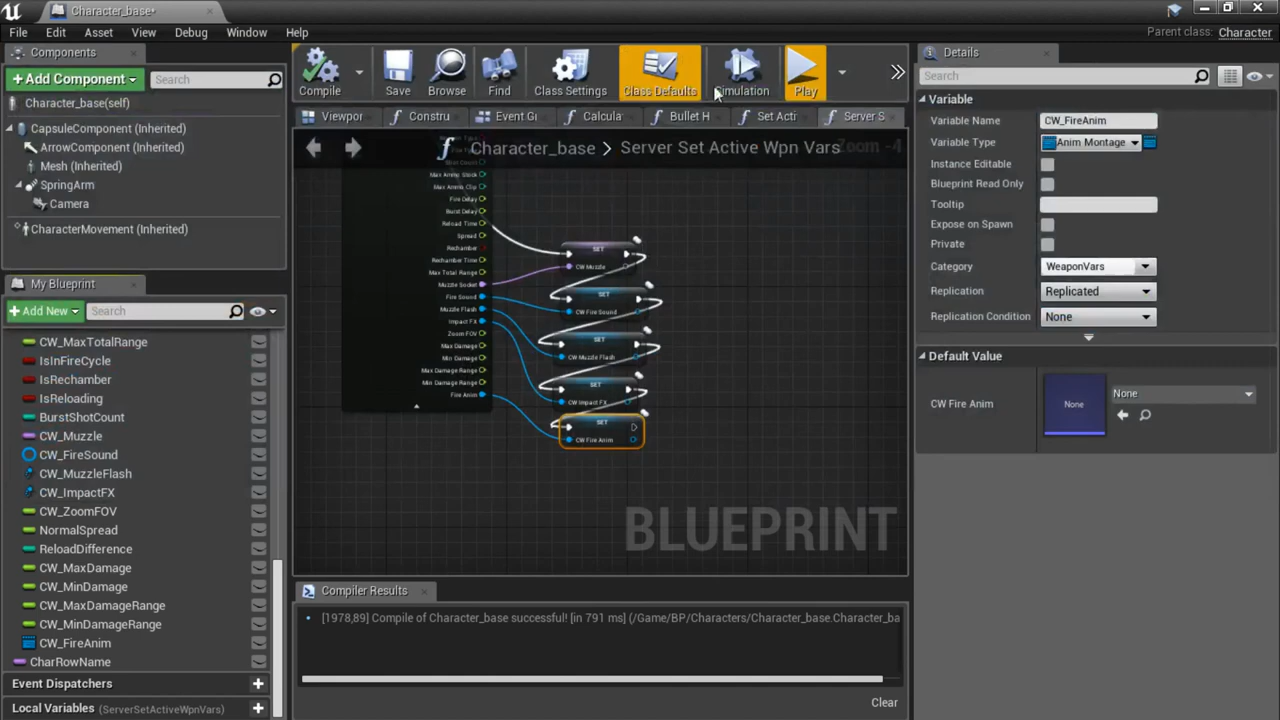 Character_base*
File Edit Asset View Debug Window Help
Parent class: Character
Components
+Add Component
Search
Character_base(self)
CapsuleComponent (Inherited)
ArrowComponent (Inherited)
Mesh (Inherited)
SpringArm
Camera
CharacterMovement (Inherited)
My Blueprint
+Add New
Search
CW_MaxTotalRange
IsInFireCycle
IsRechamber
IsReloading
BurstShotCount
CW_Muzzle
CW_FireSound
CW_MuzzleFlash
CW_ImpactFX
CW_ZoomFOV
NormalSpread
ReloadDifference
CW_MaxDamage
CW_MinDamage
CW_MaxDamageRange
CW_MinDamageRange
CW_FireAnim
CharRowName
Event Dispatchers
Local Variables (ServerSetActiveWpnVars)
Compile Save Browse Find Class Settings Class Defaults Simulation Play
Viewpor Constru Event Gr Calcula Bullet H Set Acti Server S
Character_base > Server Set Active Wpn Vars
Zoom -4
Max Ammo Stock
Max Ammo Clip
Fire Delay
Burst Delay
Reload Time
Spread
Rechamber
Rechamber Time
Max Total Range
Muzzle Socket
Fire Sound
Muzzle Flash
Impact FX
Zoom FOV
Max Damage
Min Damage
Max Damage Range
Min Damage Range
Fire Anim
SET
CW Muzzle
SET
CW Fire Sound
SET
CW Muzzle Flash
SET
CW Impact FX
SET
CW Fire Anim
BLUEPRINT
Compiler Results
[1978,89] Compile of Character_base successful! [in 791 ms] (/Game/BP/Characters/Character_base.Character_ba
Clear
Details
Search
Variable
Variable Name CW_FireAnim
Variable Type Anim Montage
Instance Editable
Blueprint Read Only
Tooltip
Expose on Spawn
Private
Category WeaponVars
Replication Replicated
Replication Condition None
Default Value
CW Fire Anim None None